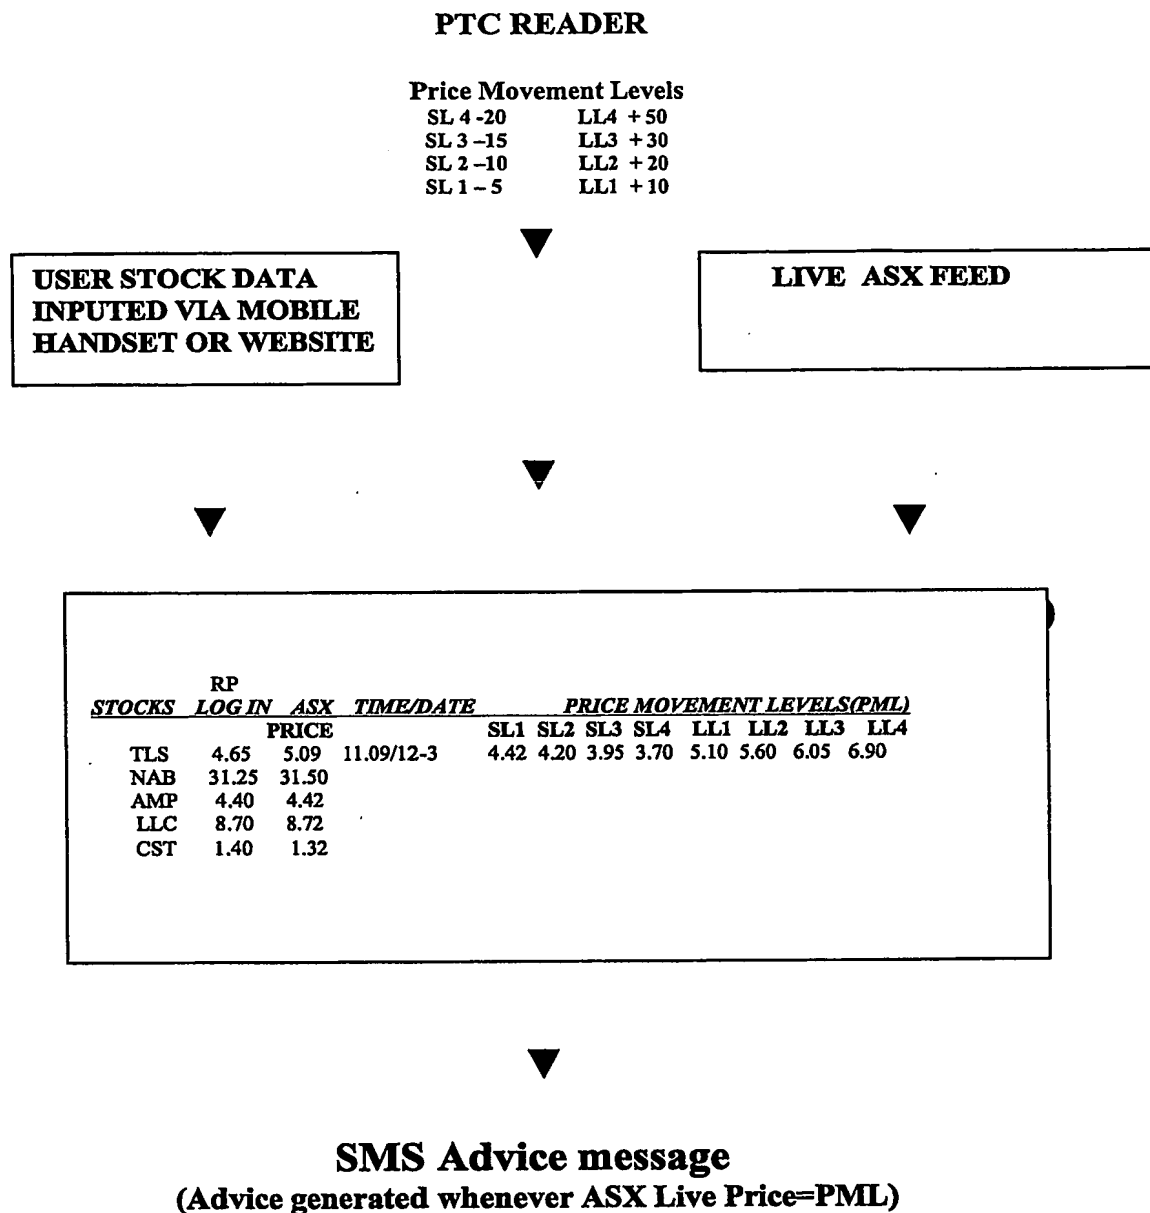 PTC READER
Price Movement Levels
SL 4 -20 LL4 + 50
SL 3 –15 LL3 + 30
SL 2 –10 LL2 + 20
SL 1 – 5 LL1 + 10
USER STOCK DATA
INPUTED VIA MOBILE
HANDSET OR WEBSITE
LIVE ASX FEED
RP
STOCKS LOG IN ASX TIME/DATE PRICE MOVEMENT LEVELS(PML)
PRICE SL1 SL2 SL3 SL4 LL1 LL2 LL3 LL4
TLS 4.65 5.09 11.09/12-3 4.42 4.20 3.95 3.70 5.10 5.60 6.05 6.90
NAB 31.25 31.50
AMP 4.40 4.42
LLC 8.70 8.72
CST 1.40 1.32
SMS Advice message
(Advice generated whenever ASX Live Price=PML)